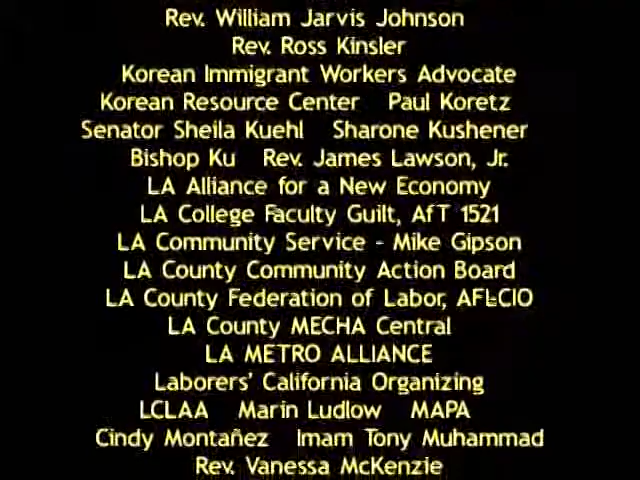 Rev. William Jarvis Johnson
Rev. Ross Kinsler
Korean Immigrant Workers Advocate
Korean Resource Center Paul Koretz
Senator Sheila Kuehl Sharone Kushener
Bishop Ku Rev. James Lawson, Jr.
LA Alliance for a New Economy
LA College Faculty Guilt, AfT 1521
LA Community Service - Mike Gipson
LA County Community Action Board
LA County Federation of Labor, AFL-CIO
LA County MECHA Central
LA METRO ALLIANCE
Laborers' California Organizing
LCLAA Marin Ludlow MAPA
Cindy Montañez Imam Tony Muhammad
Rev. Vanessa McKenzie